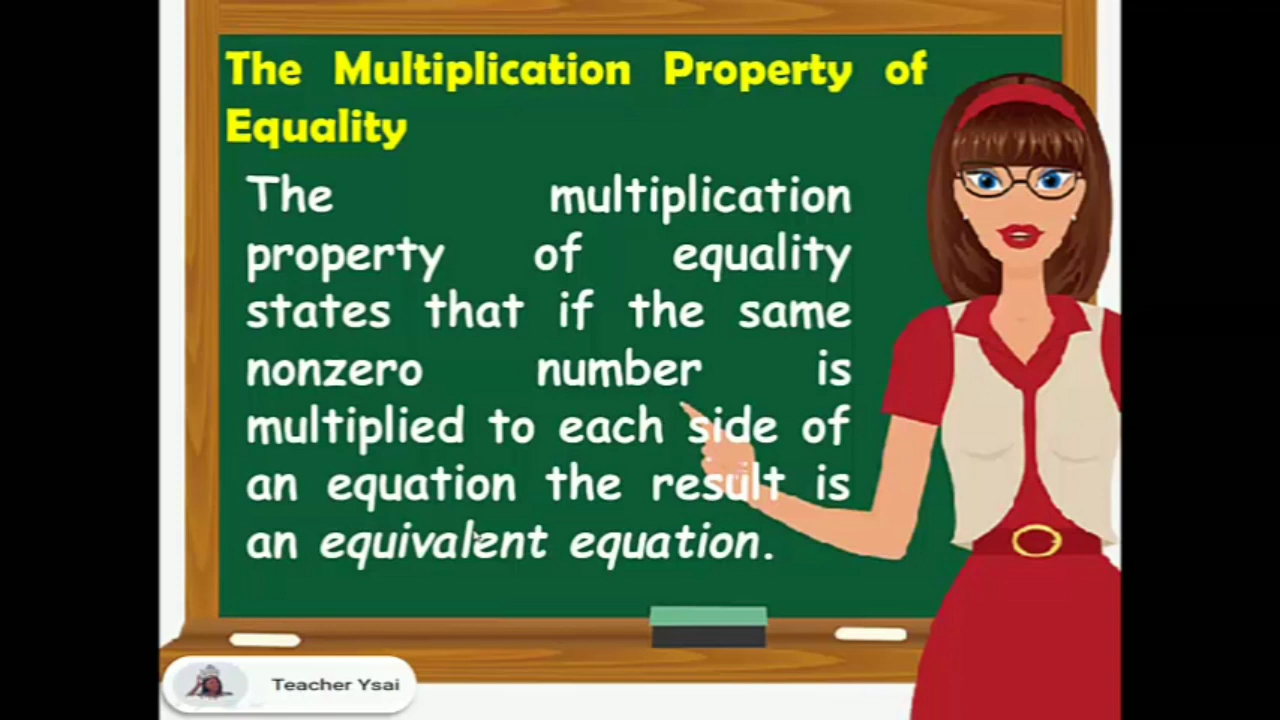 The Multiplication Property of
Equality
The multiplication
property of equality
states that if the same
nonzero number is
multiplied to each side of
an equation the result is
an equivalent equation.
Teacher Ysai